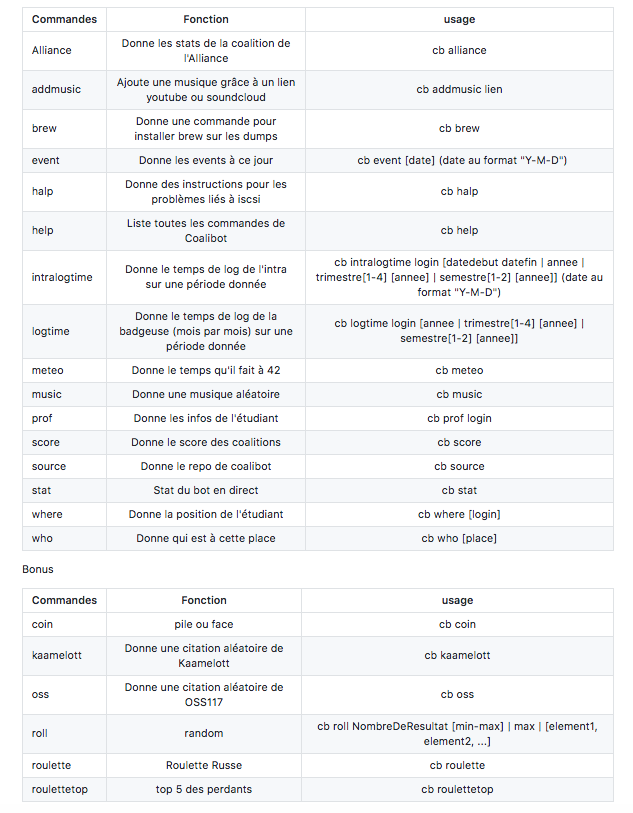 Commandes Fonction usage
Alliance Donne les stats de la coalition de l'Alliance cb alliance
addmusic Ajoute une musique grâce à un lien youtube ou soundcloud cb addmusic lien
brew Donne une commande pour installer brew sur les dumps cb brew
event Donne les events à ce jour cb event [date] (date au format "Y-M-D")
halp Donne des instructions pour les problèmes liés à iscsi cb halp
help Liste toutes les commandes de Coalibot cb help
intralogtime Donne le temps de log de l'intra sur une période donnée cb intralogtime login [datedebut datefin | annee | trimestre[1-4] [annee] | semestre[1-2] [annee]] (date au format "Y-M-D")
logtime Donne le temps de log de la badgeuse (mois par mois) sur une période donnée cb logtime login [annee | trimestre[1-4] [annee] | semestre[1-2] [annee]]
meteo Donne le temps qu'il fait à 42 cb meteo
music Donne une musique aléatoire cb music
prof Donne les infos de l'étudiant cb prof login
score Donne le score des coalitions cb score
source Donne le repo de coalibot cb source
stat Stat du bot en direct cb stat
where Donne la position de l'étudiant cb where [login]
who Donne qui est à cette place cb who [place]
Bonus
Commandes Fonction usage
coin pile ou face cb coin
kaamelott Donne une citation aléatoire de Kaamelott cb kaamelott
oss Donne une citation aléatoire de OSS117 cb oss
roll random cb roll NombreDeResultat [min-max] | max | [element1, element2, ...]
roulette Roulette Russe cb roulette
roulettetop top 5 des perdants cb roulettetop